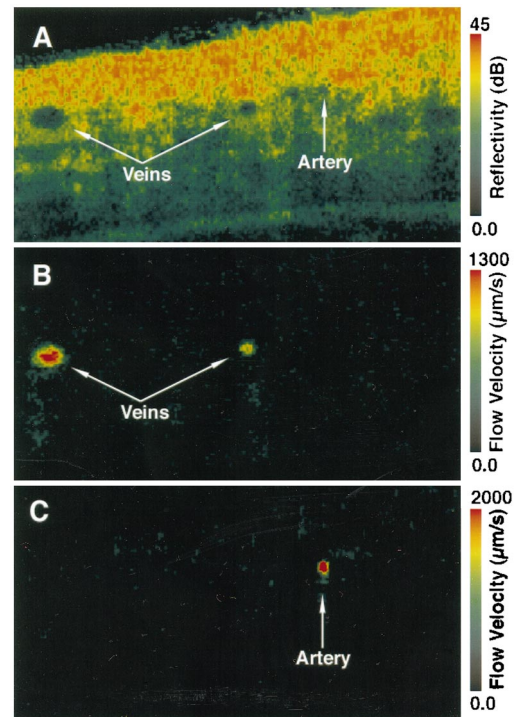 A
45
Reflectivity (dB)
0.0
Veins
Artery
B
1300
Flow Velocity (µm/s)
0.0
Veins
C
2000
Flow Velocity (µm/s)
0.0
Artery